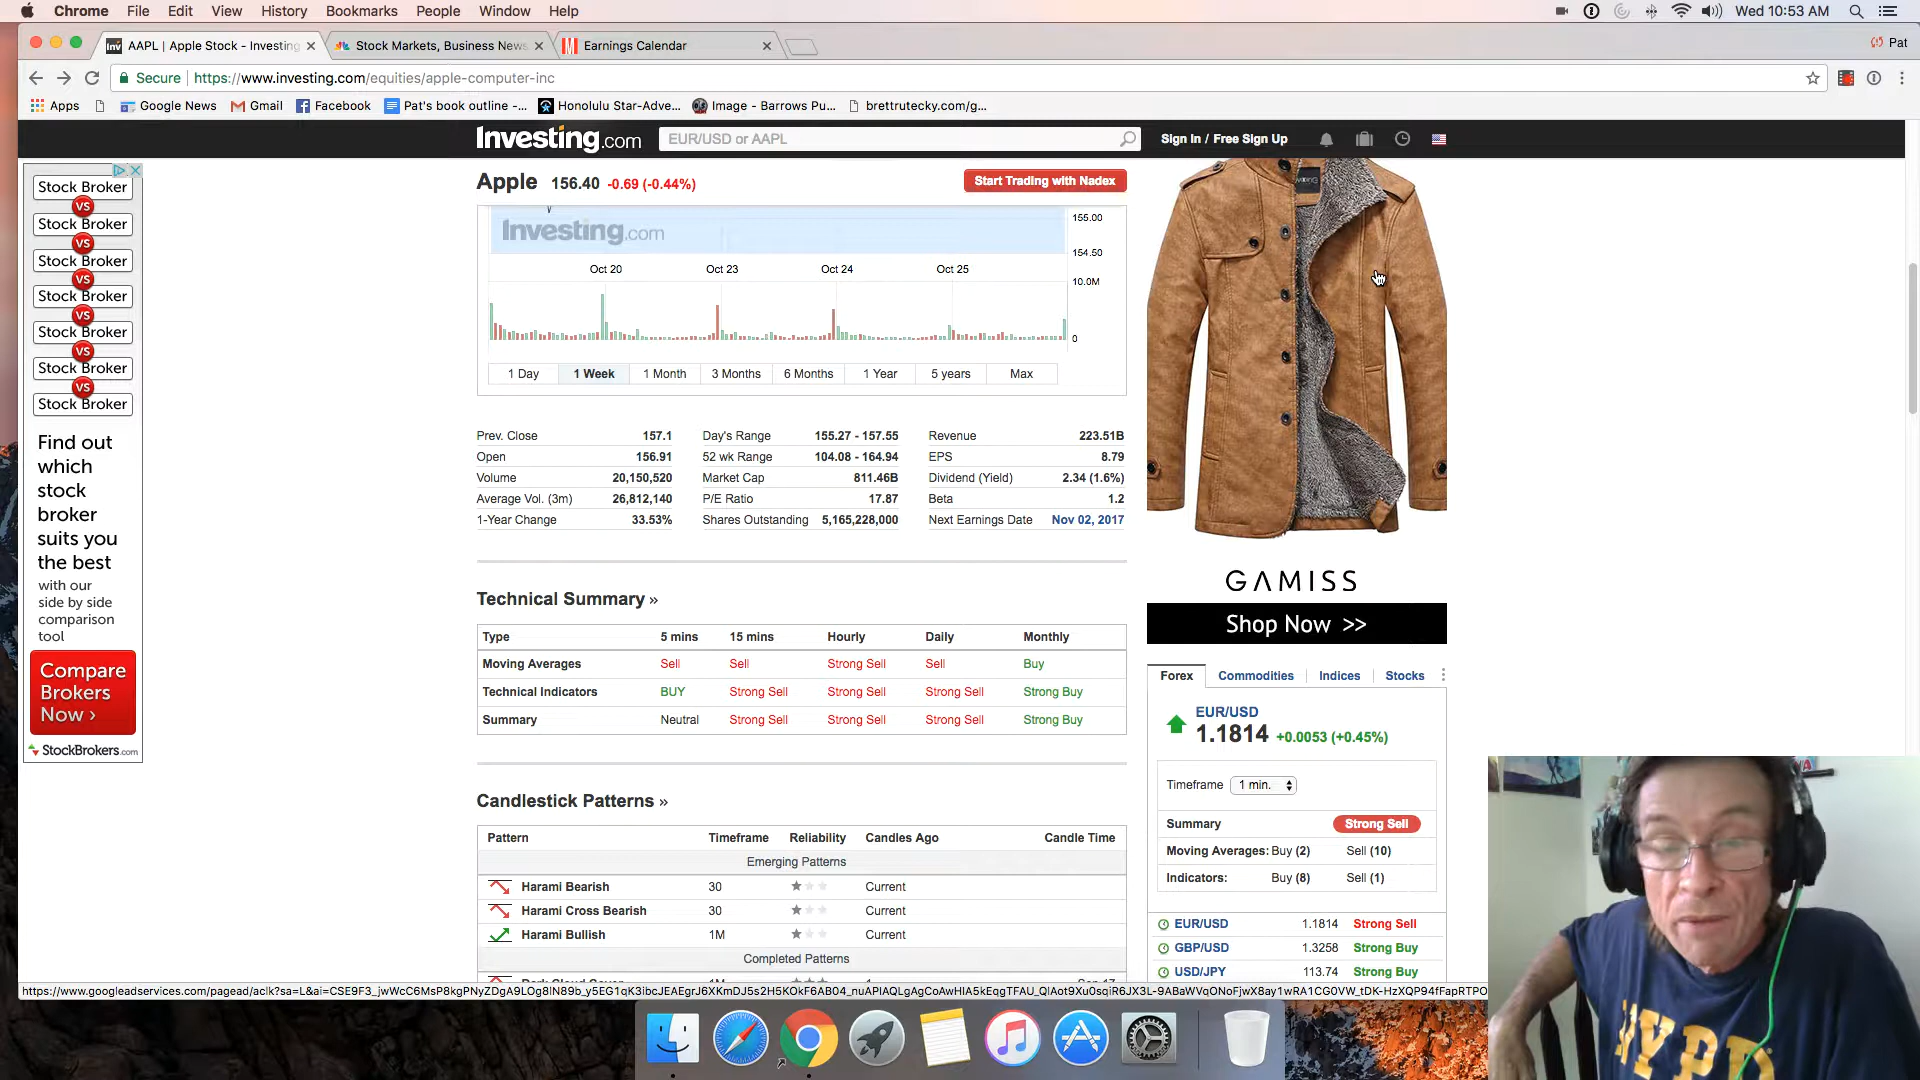 Chrome File Edit View History Bookmarks People Window Help
Wed 10:53 AM
AAPL | Apple Stock - Investing
Stock Markets, Business News
Earnings Calendar
Pat
Secure https://www.investing.com/equities/apple-computer-inc
Apps Google News Gmail Facebook Pat's book outline -... Honolulu Star-Adve... Image - Barrows Pu... brettrutecky.com/g...
Investing.com EUR/USD or AAPL Sign In / Free Sign Up
Apple 156.40 -0.69 (-0.44%) Start Trading with Nadex
Stock Broker
VS
Stock Broker
VS
Stock Broker
VS
Stock Broker
VS
Stock Broker
VS
Stock Broker
VS
Stock Broker
Find out
which
stock
broker
suits you
the best
with our
side by side
comparison
tool
Compare
Brokers
Now ›
StockBrokers.com
Investing.com
155.00
154.50
Oct 20 Oct 23 Oct 24 Oct 25
10.0M
0
1 Day 1 Week 1 Month 3 Months 6 Months 1 Year 5 years Max
Prev. Close 157.1 Day's Range 155.27 - 157.55 Revenue 223.51B
Open 156.91 52 wk Range 104.08 - 164.94 EPS 8.79
Volume 20,150,520 Market Cap 811.46B Dividend (Yield) 2.34 (1.6%)
Average Vol. (3m) 26,812,140 P/E Ratio 17.87 Beta 1.2
1-Year Change 33.53% Shares Outstanding 5,165,228,000 Next Earnings Date Nov 02, 2017
Technical Summary »
Type 5 mins 15 mins Hourly Daily Monthly
Moving Averages Sell Sell Strong Sell Sell Buy
Technical Indicators BUY Strong Sell Strong Sell Strong Sell Strong Buy
Summary Neutral Strong Sell Strong Sell Strong Sell Strong Buy
Candlestick Patterns »
Pattern Timeframe Reliability Candles Ago Candle Time
Emerging Patterns
Harami Bearish 30 Current
Harami Cross Bearish 30 Current
Harami Bullish 1M Current
Completed Patterns
GAMISS
Shop Now >>
Forex Commodities Indices Stocks
EUR/USD
1.1814 +0.0053 (+0.45%)
Timeframe 1 min.
Summary Strong Sell
Moving Averages: Buy (2) Sell (10)
Indicators: Buy (8) Sell (1)
EUR/USD 1.1814 Strong Sell
GBP/USD 1.3258 Strong Buy
USD/JPY 113.74 Strong Buy
NYPD